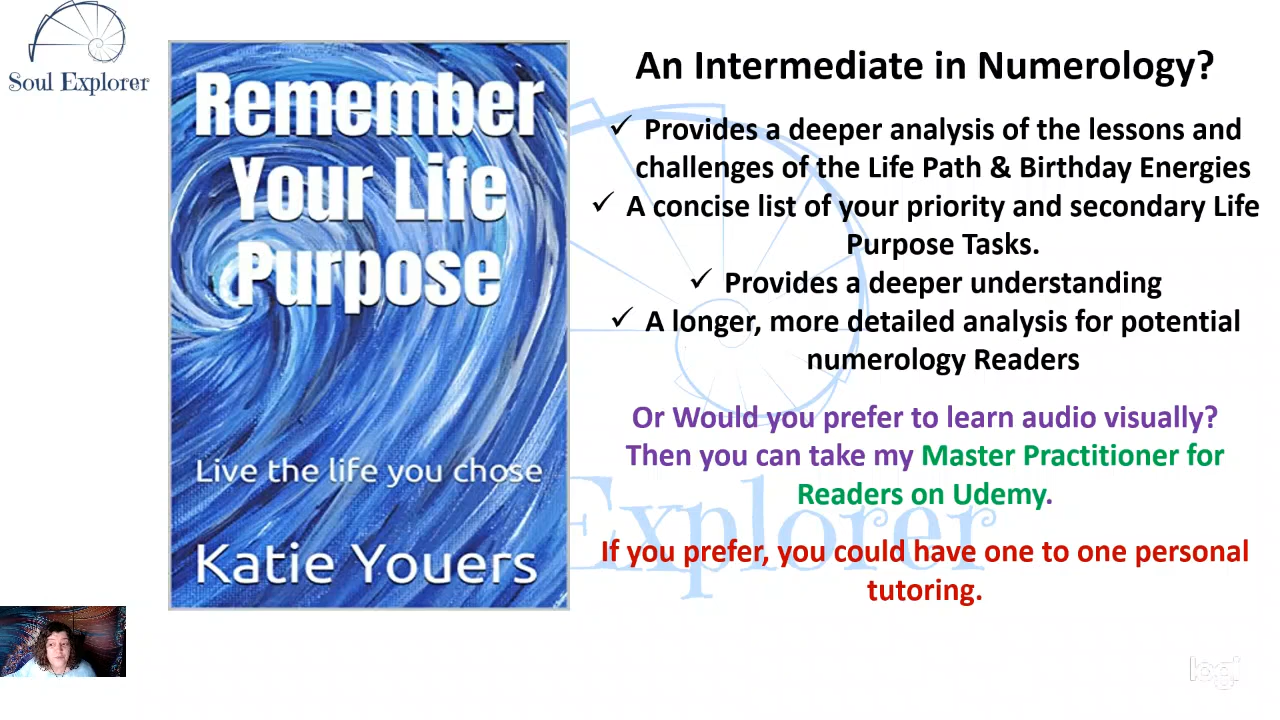 Soul Explorer
Remember
Your Life
Purpose
Live the life you chose
Katie Youers
An Intermediate in Numerology?
✓ Provides a deeper analysis of the lessons and
challenges of the Life Path & Birthday Energies
✓ A concise list of your priority and secondary Life
Purpose Tasks.
✓ Provides a deeper understanding
✓ A longer, more detailed analysis for potential
numerology Readers
Or Would you prefer to learn audio visually?
Then you can take my Master Practitioner for
Readers on Udemy.
If you prefer, you could have one to one personal
tutoring.
Explorer
logi